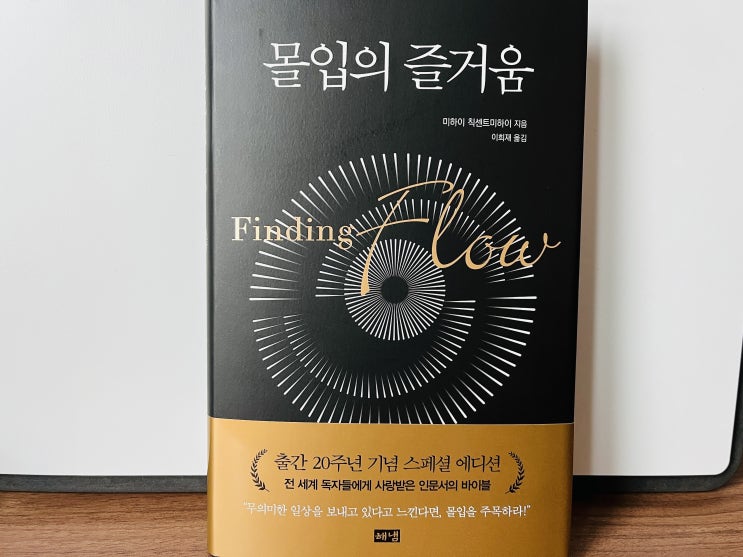 몰입의 즐거움
미하이 칙센트미하이 지음
이희재 옮김
Finding Flow
출간 20주년 기념 스페셜 에디션
전 세계 독자들에게 사랑받은 인문서의 바이블
“무의미한 일상을 보내고 있다고 느낀다면, 몰입을 주목하라!”
해냄